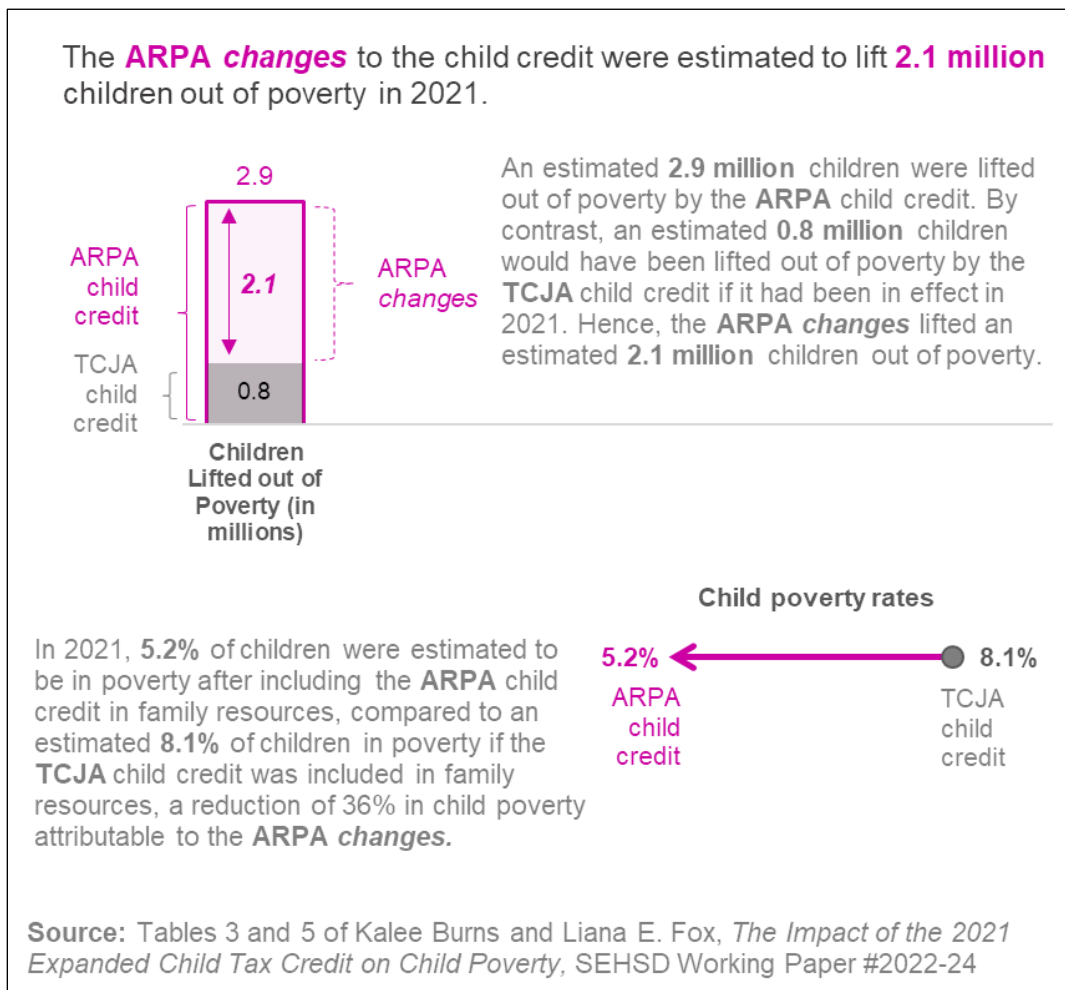 The ARPA changes to the child credit were estimated to lift 2.1 million
children out of poverty in 2021.
2.9
ARPA
child
credit
2.1
ARPA
changes
TCJA
child
credit
0.8
Children
Lifted out of
Poverty (in
millions)
An estimated 2.9 million children were lifted
out of poverty by the ARPA child credit. By
contrast, an estimated 0.8 million children
would have been lifted out of poverty by the
TCJA child credit if it had been in effect in
2021. Hence, the ARPA changes lifted an
estimated 2.1 million children out of poverty.
In 2021, 5.2% of children were estimated to
be in poverty after including the ARPA child
credit in family resources, compared to an
estimated 8.1% of children in poverty if the
TCJA child credit was included in family
resources, a reduction of 36% in child poverty
attributable to the ARPA changes.
Child poverty rates
5.2%
8.1%
ARPA
child
credit
TCJA
child
credit
Source: Tables 3 and 5 of Kalee Burns and Liana E. Fox, The Impact of the 2021
Expanded Child Tax Credit on Child Poverty, SEHSD Working Paper #2022-24